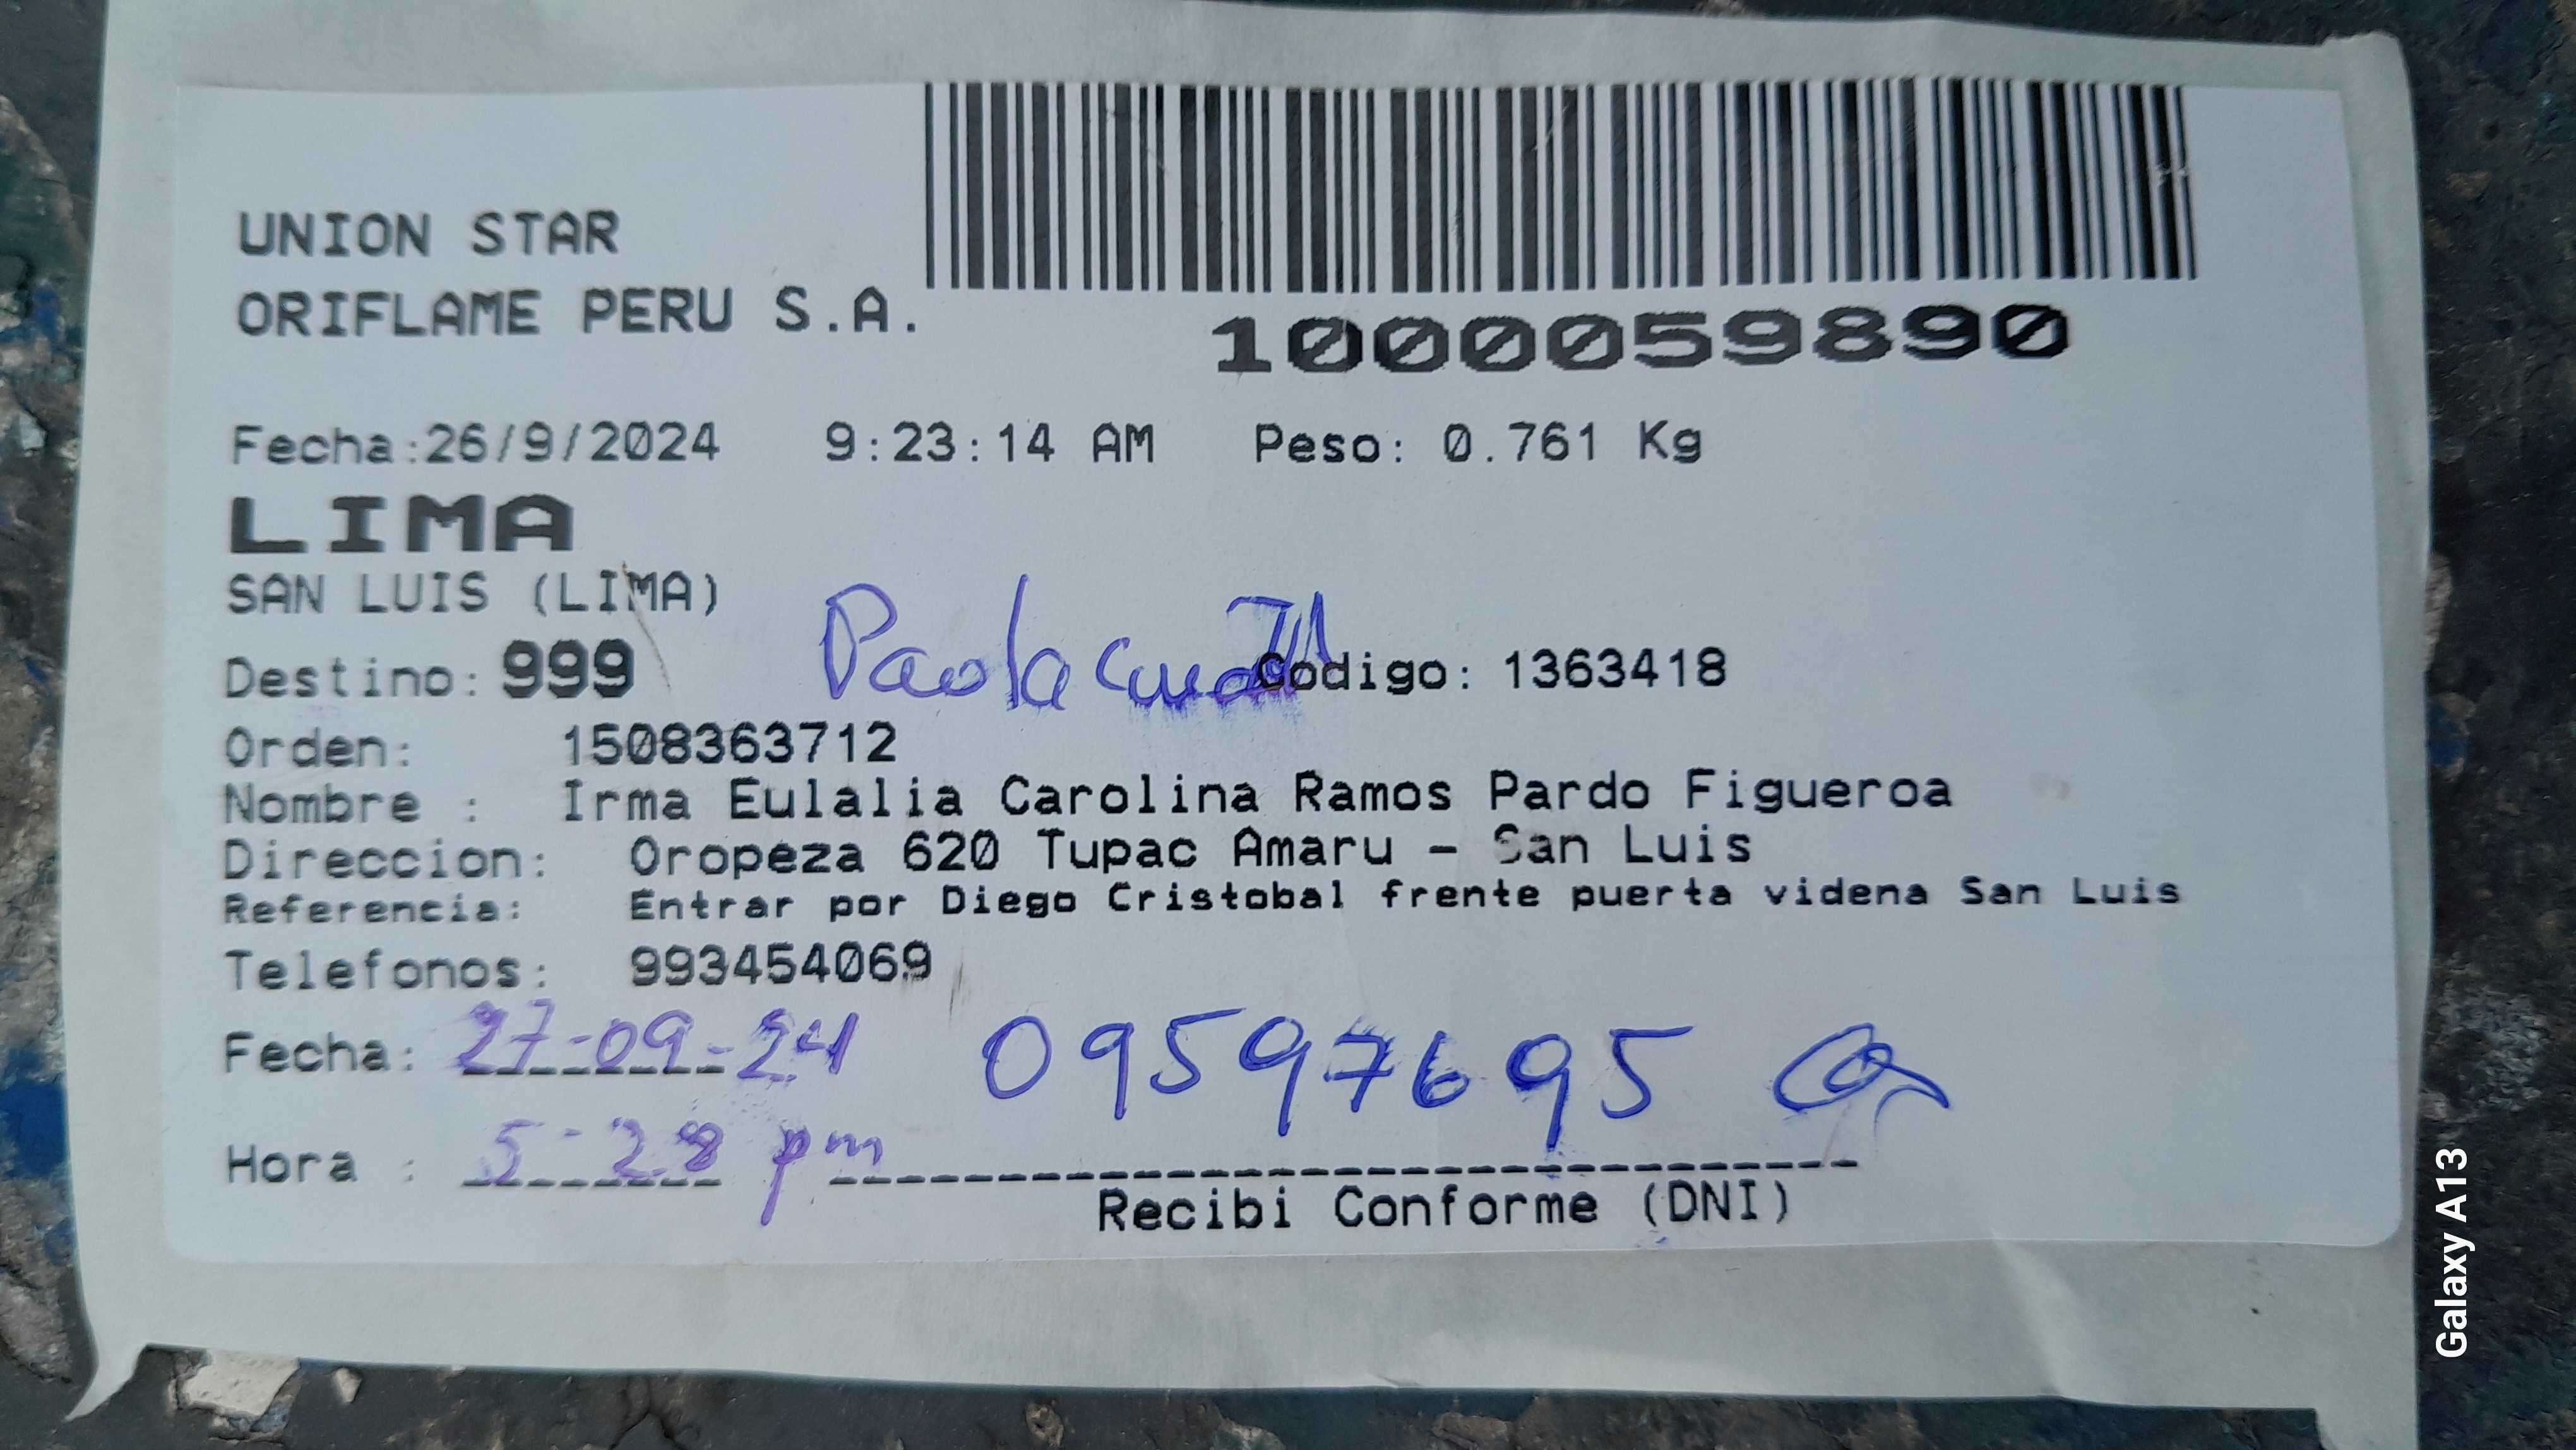 UNION STAR
ORIFLAME PERU S.A.
1000059890
Fecha:26/9/2024 9:23:14 AM Peso: 0.761 Kg
LIMA
SAN LUIS (LIMA)
Paola
Destino: 999 Codigo: 1363418
Orden: 1508363712
Nombre : Irma Eulalia Carolina Ramos Pardo Figueroa
Direccion: Oropeza 620 Tupac Amaru - San Luis
Referencia: Entrar por Diego Cristobal frente puerta videna San Luis
Telefonos: 993454069
Fecha: 27-09-24 09597695
Hora : 5-28 pm
Recibi Conforme (DNI)
Galaxy A13